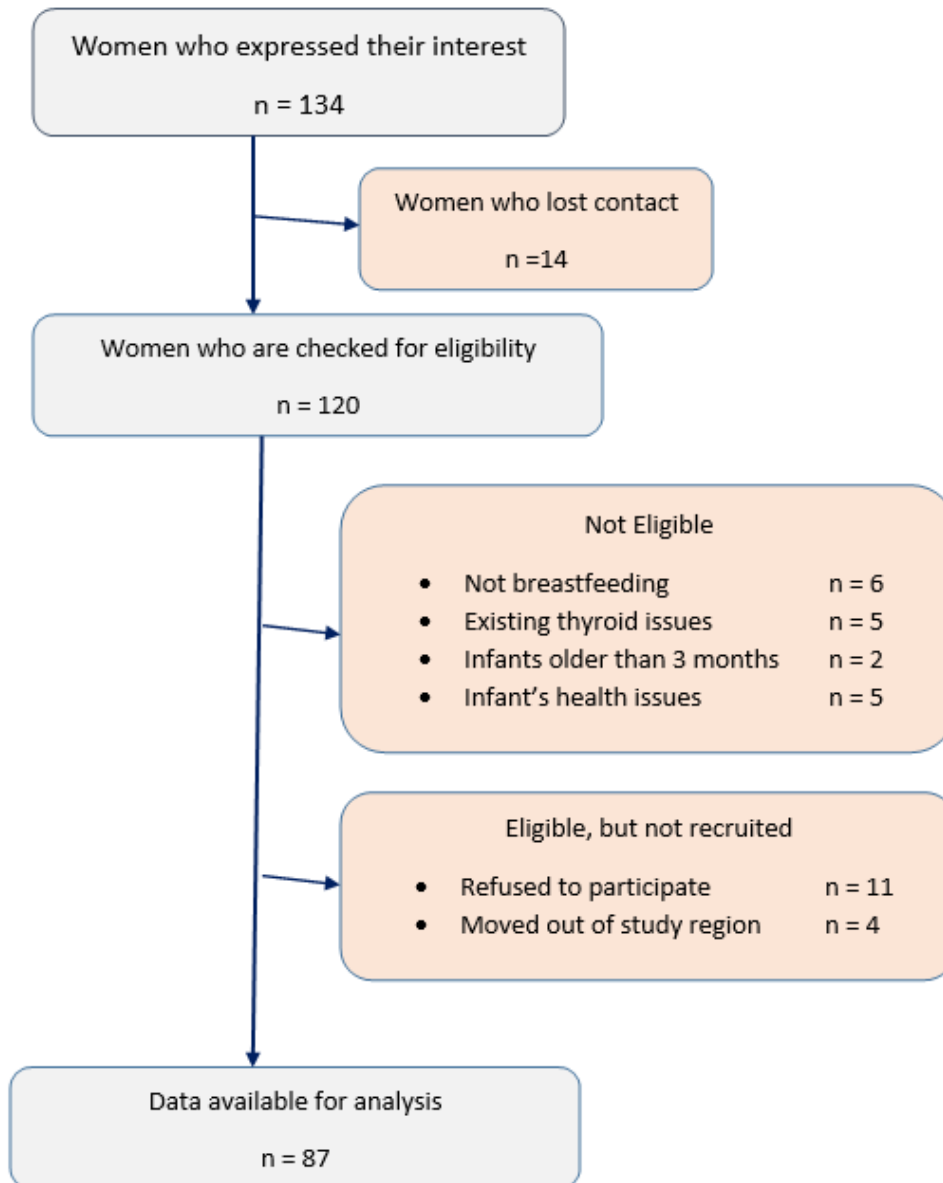 Women who expressed their interest
n = 134
Women who lost contact
n =14
Women who are checked for eligibility
n = 120
Not Eligible
• Not breastfeeding n = 6
• Existing thyroid issues n = 5
• Infants older than 3 months n = 2
• Infant’s health issues n = 5
Eligible, but not recruited
• Refused to participate n = 11
• Moved out of study region n = 4
Data available for analysis
n = 87